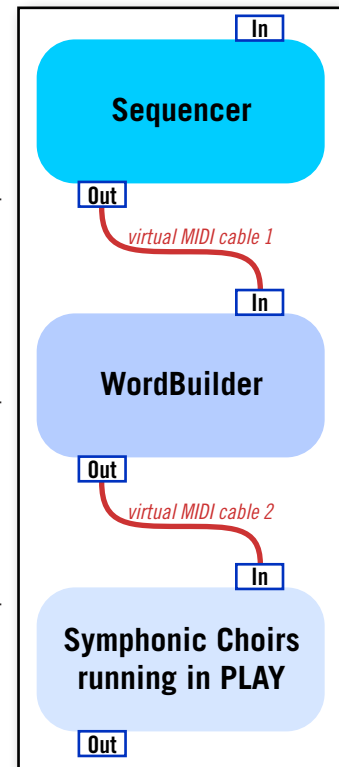 In
Sequencer
Out
virtual MIDI cable 1
In
WordBuilder
Out
virtual MIDI cable 2
In
Symphonic Choirs
running in PLAY
Out